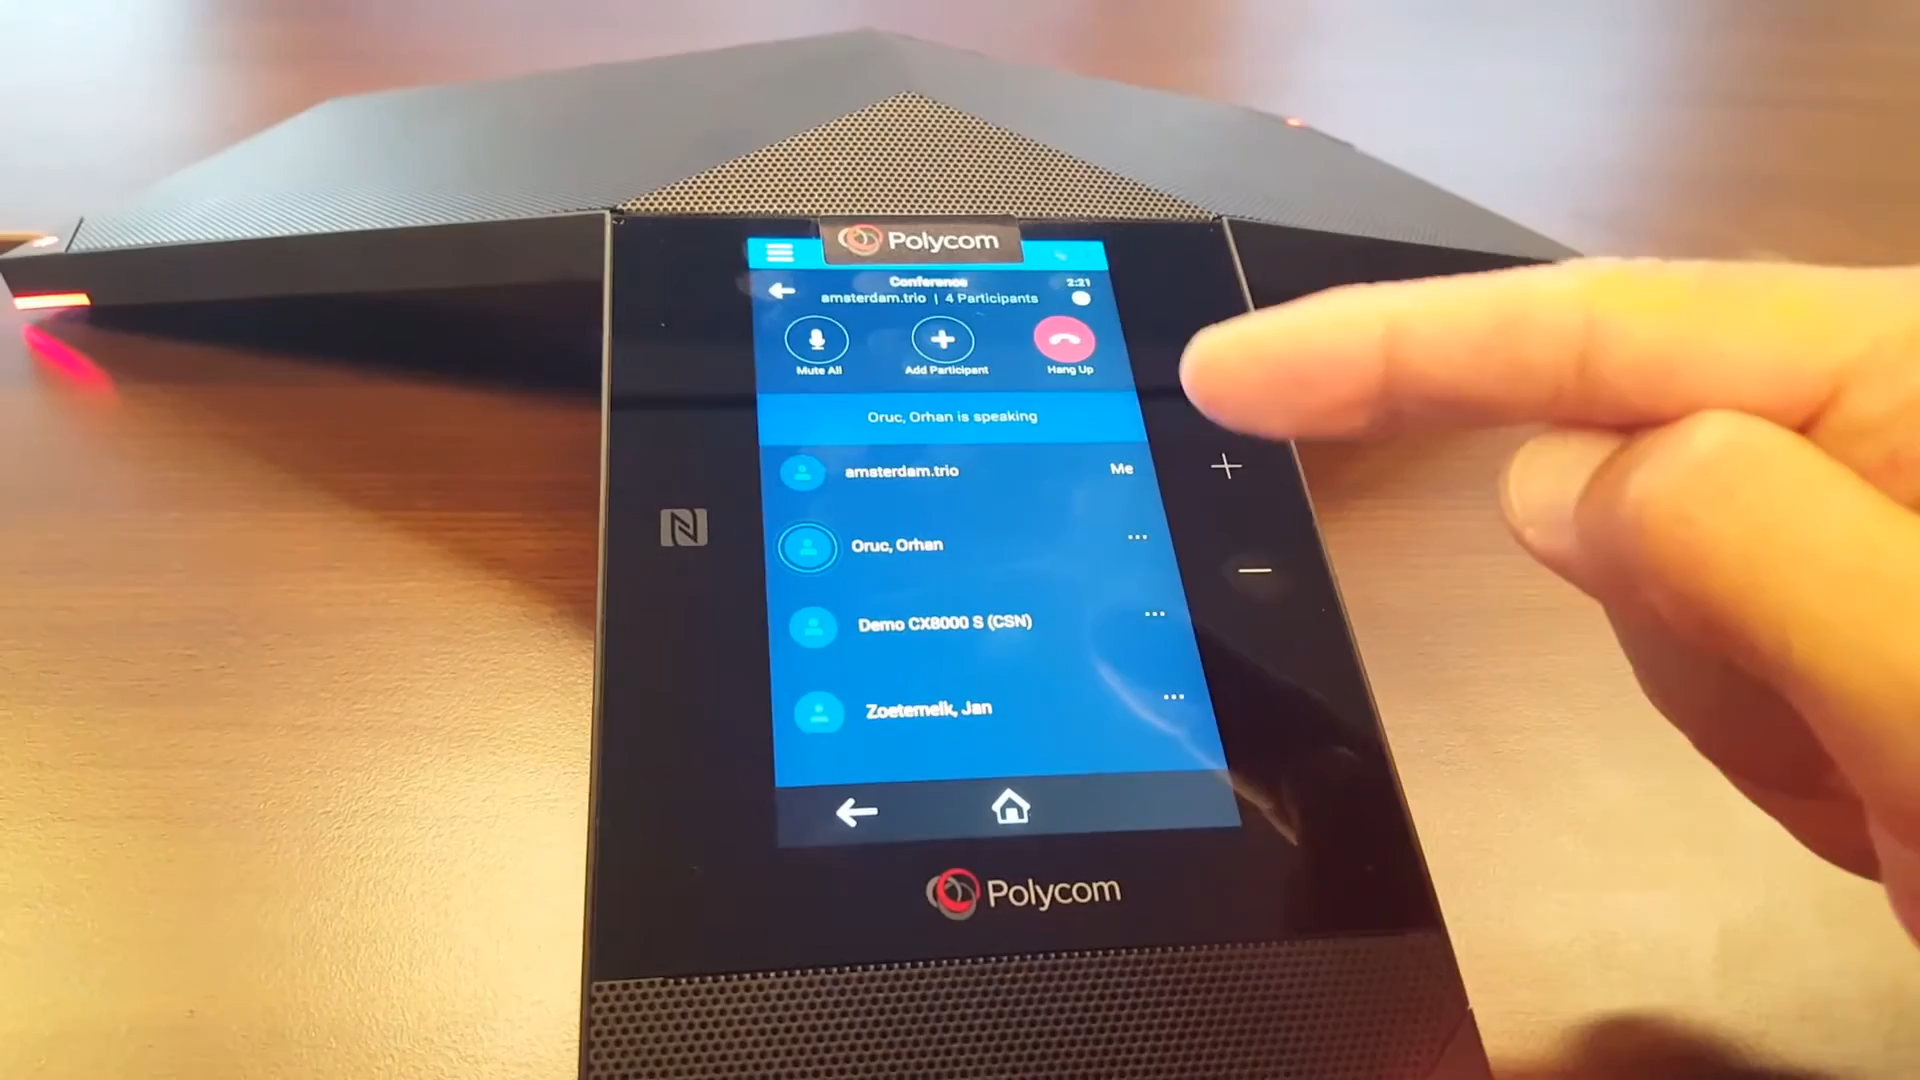 Polycom
Conference
2:21
amsterdam.trio | 4 Participants
Mute All
Add Participant
Hang Up
Oruc, Orhan is speaking
amsterdam.trio
Me
Oruc, Orhan
Demo CX8000 S (CSN)
Zoetemelk, Jan
Polycom